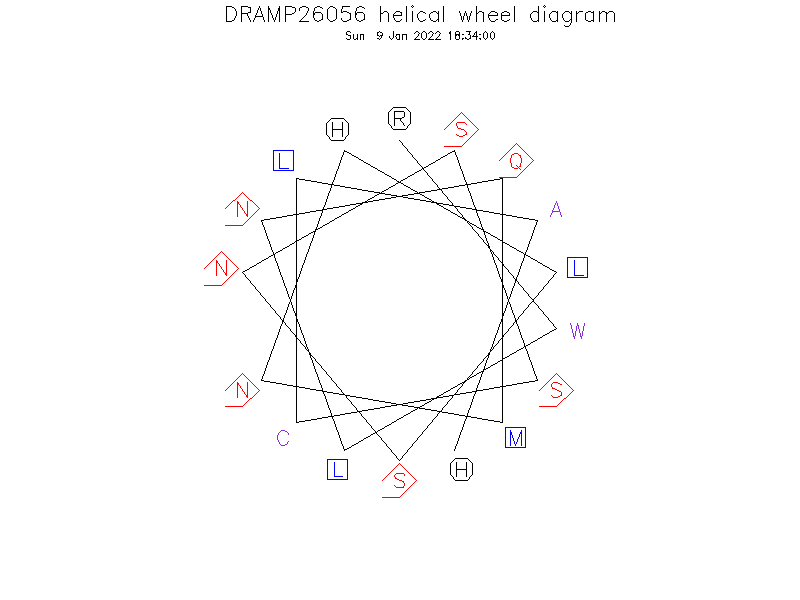 DRAMP26056 helical wheel diagram
Sun 9 Jan 2022 18:34:00
H R S
L Q
N A
N L
W
N S
C M
L S H